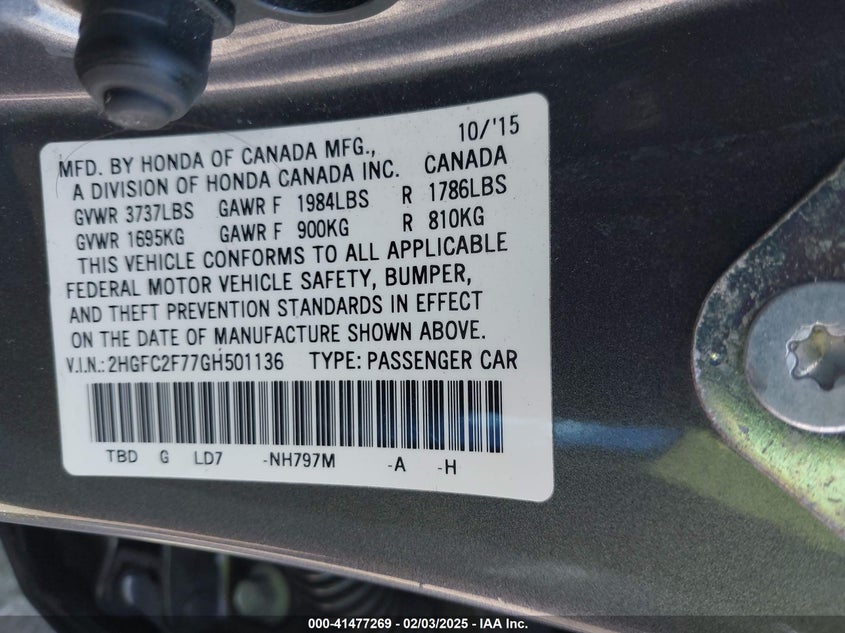 10/'15
MFD. BY HONDA OF CANADA MFG.,
A DIVISION OF HONDA CANADA INC. CANADA
GVWR 3737LBS GAWR F 1984LBS R 1786LBS
GVWR 1695KG GAWR F 900KG R 810KG
THIS VEHICLE CONFORMS TO ALL APPLICABLE
FEDERAL MOTOR VEHICLE SAFETY, BUMPER,
AND THEFT PREVENTION STANDARDS IN EFFECT
ON THE DATE OF MANUFACTURE SHOWN ABOVE.
V.I.N.: 2HGFC2F77GH501136 TYPE: PASSENGER CAR
TBD G LD7 -NH797M -A -H
000-41477269 - 02/03/2025 - IAA Inc.